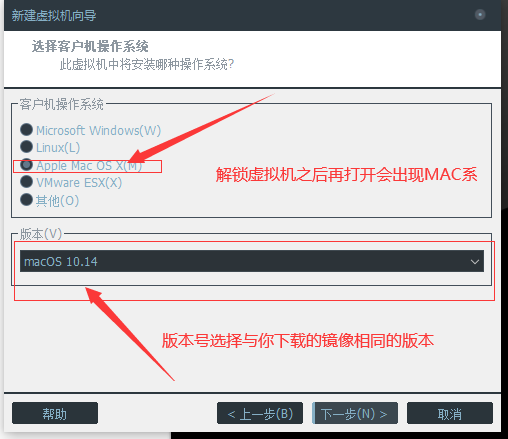 新建虚拟机向导
选择客户机操作系统
此虚拟机中将安装哪种操作系统?
客户机操作系统
Microsoft Windows(W)
Linux(L)
Apple Mac OS X(M)
VMware ESX(X)
其他(O)
解锁虚拟机之后再打开会出现MAC系
版本(V)
macOS 10.14
版本号选择与你下载的镜像相同的版本
帮助
< 上一步(B)
下一步(N) >
取消